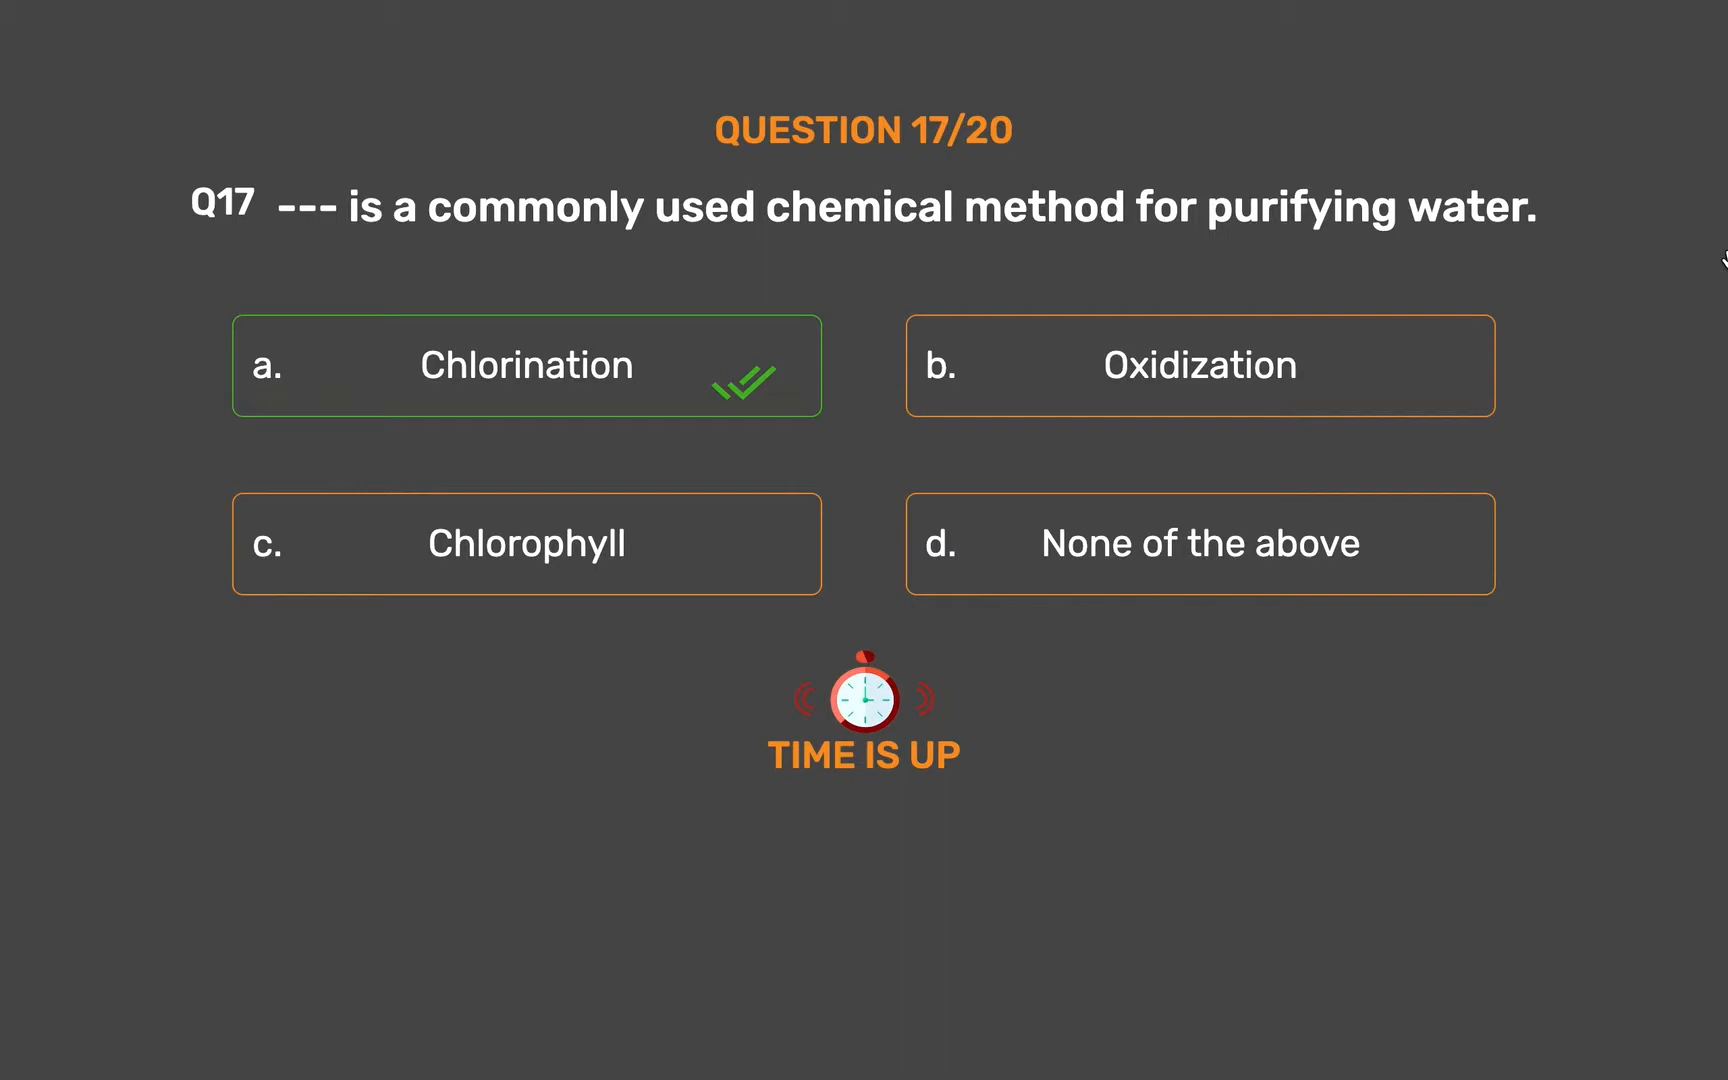 QUESTION 17/20
Q17 --- is a commonly used chemical method for purifying water.
a. Chlorination
b. Oxidization
c. Chlorophyll
d. None of the above
TIME IS UP